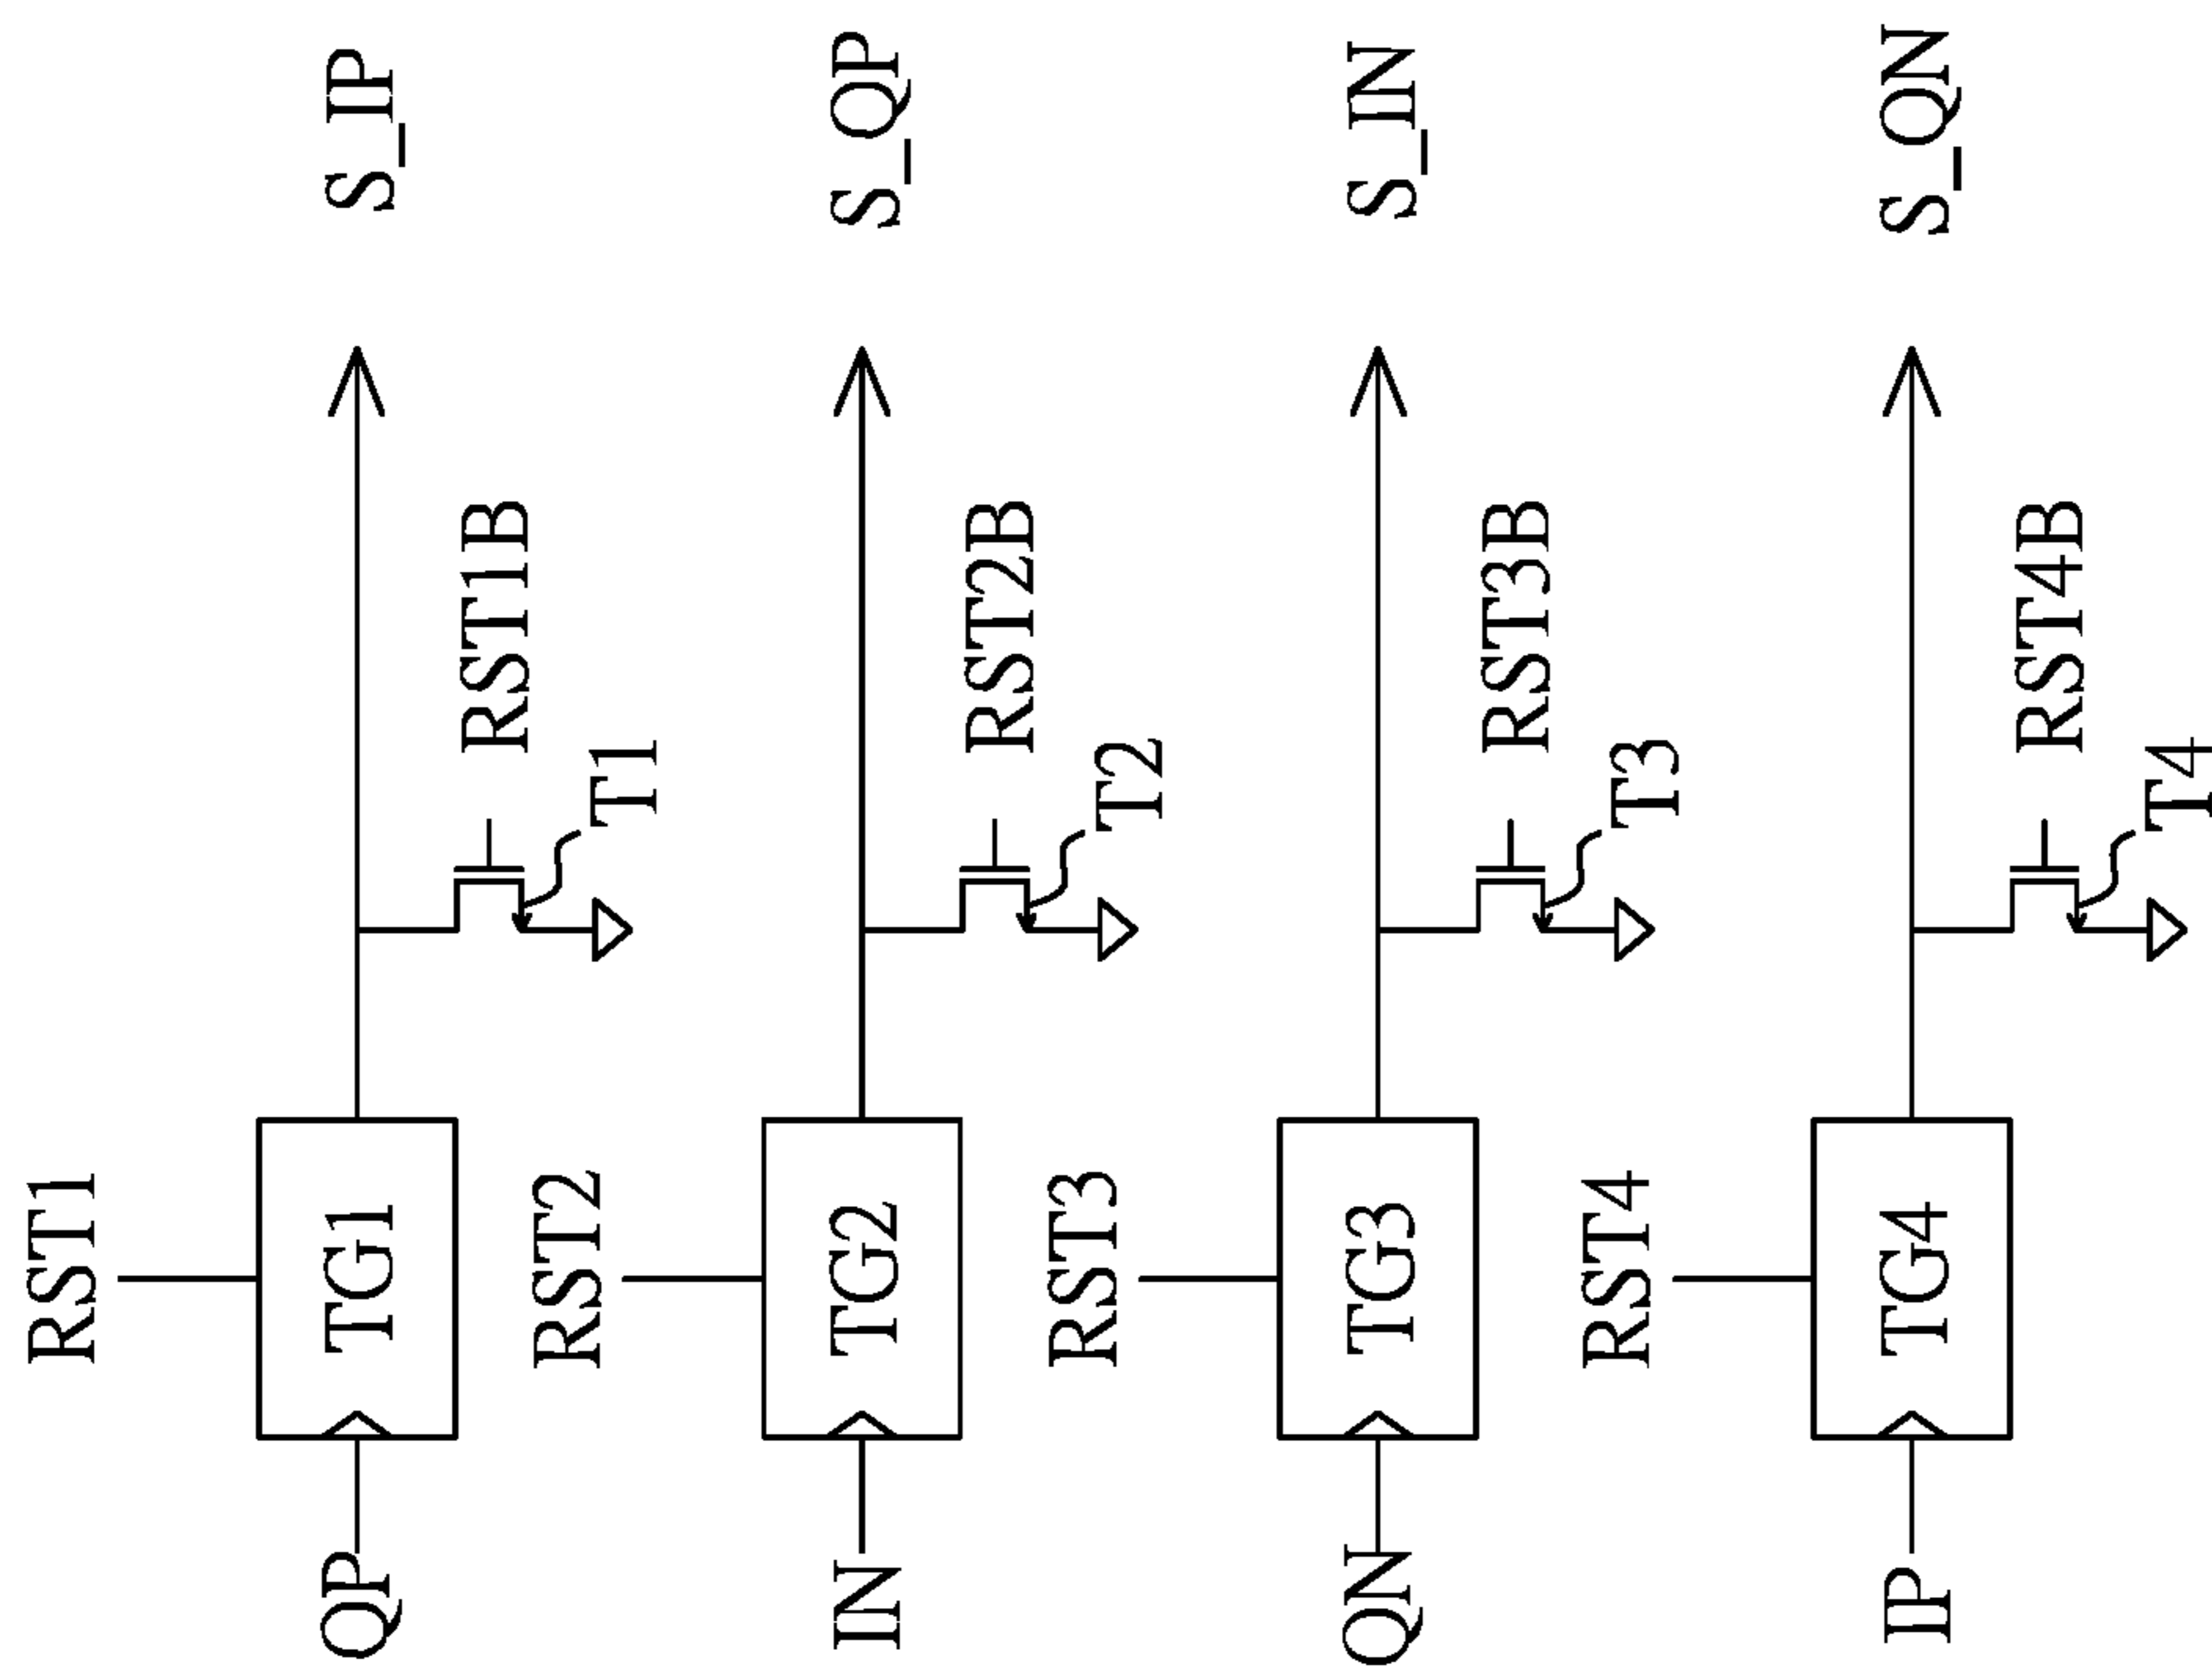 RST1
QP
TG1
RST1B
T1
S_IP
RST2
IN
TG2
RST2B
T2
S_QP
RST3
QN
TG3
RST3B
T3
S_IN
RST4
IP
TG4
RST4B
T4
S_QN